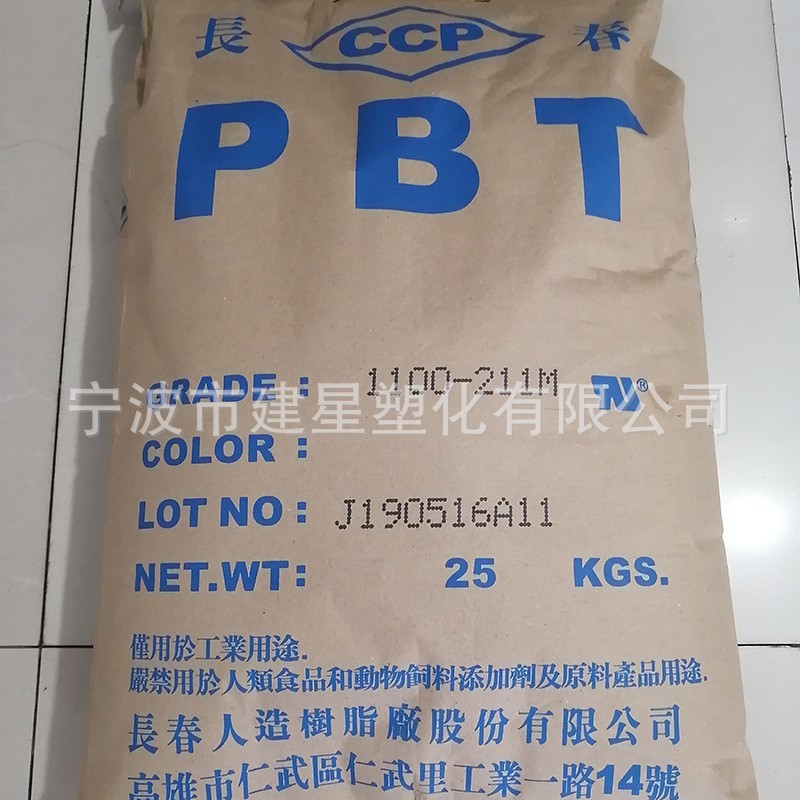 長 CCP 春
PBT
GRADE: 1100-211M ®
宁波市建星塑化有限公司
COLOR:
LOT NO: J190516A11
NET.WT: 25 KGS.
僅用於工業用途.
嚴禁用於人類食品和動物飼料添加劑及原料產品用途.
長春人造樹脂廠股份有限公司
高雄市仁武區仁武里工業一路14號